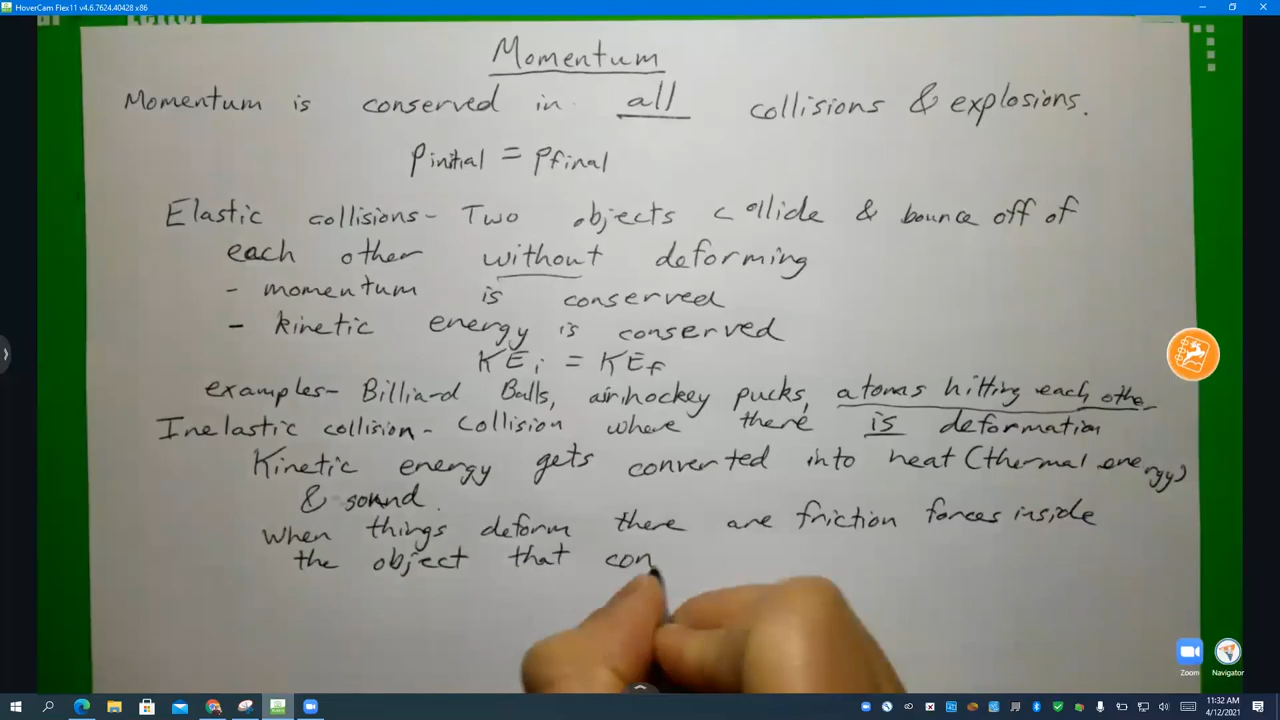 HoverCam Flex11 v4.6.7624.40428 x86
Momentum
Momentum is conserved in all collisions & explosions.
Pinitial = Pfinal
Elastic collisions- Two objects collide & bounce off of
each other without deforming
- momentum is conserved
- kinetic energy is conserved
KEi = KEf
examples- Billiard Balls, air hockey pucks, atoms hitting each othe
Inelastic collision- collision where there is deformation
Kinetic energy gets converted into heat (thermal energy)
& sound.
When things deform there are friction forces inside
the object that con
Zoom
Navigator
11:32 AM
4/12/2021